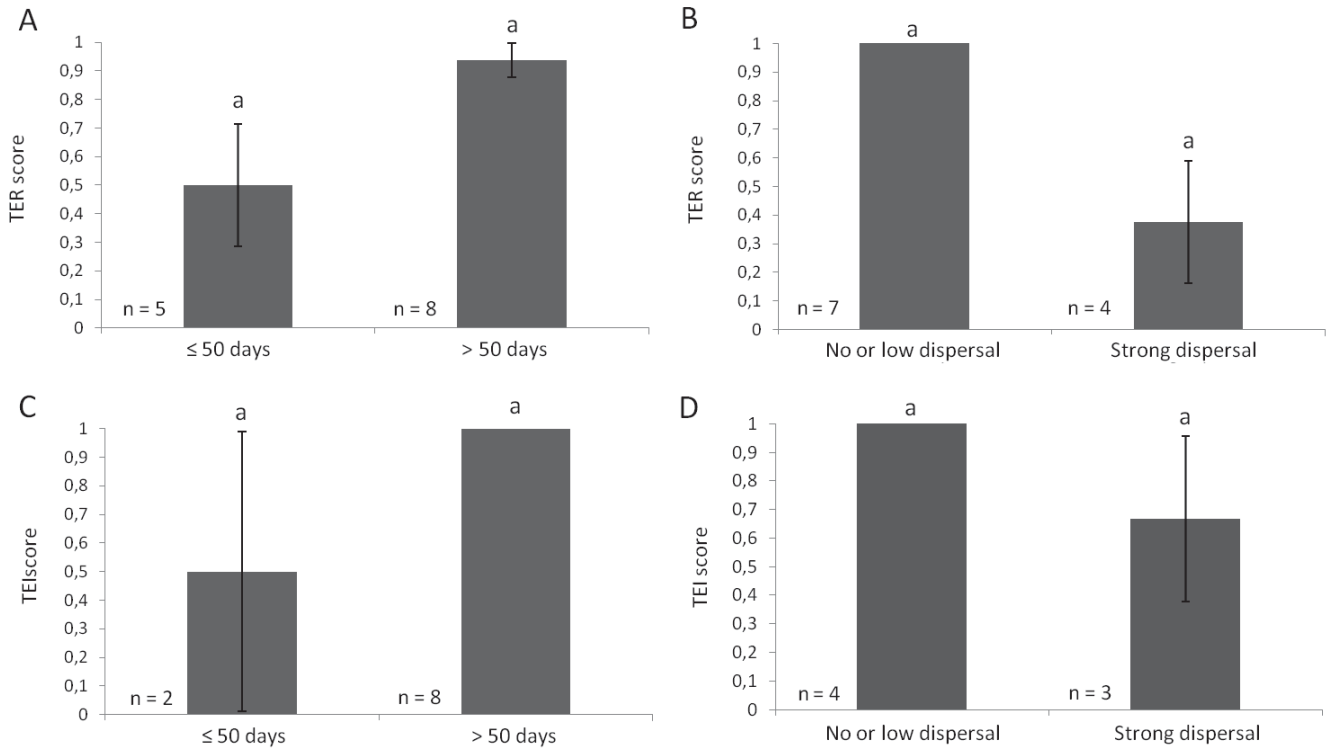 A
a
a
1
0,9
0,8
0,7
0,6
0,5
0,4
0,3
0,2
0,1
0
TER score
n = 5
n = 8
≤ 50 days
> 50 days
B
a
a
1
0,9
0,8
0,7
0,6
0,5
0,4
0,3
0,2
0,1
0
TER score
n = 7
n = 4
No or low dispersal
Strong dispersal
C
a
a
1
0,9
0,8
0,7
0,6
0,5
0,4
0,3
0,2
0,1
0
TEIscore
n = 2
n = 8
≤ 50 days
> 50 days
D
a
a
1
0,9
0,8
0,7
0,6
0,5
0,4
0,3
0,2
0,1
0
TEI score
n = 4
n = 3
No or low dispersal
Strong dispersal